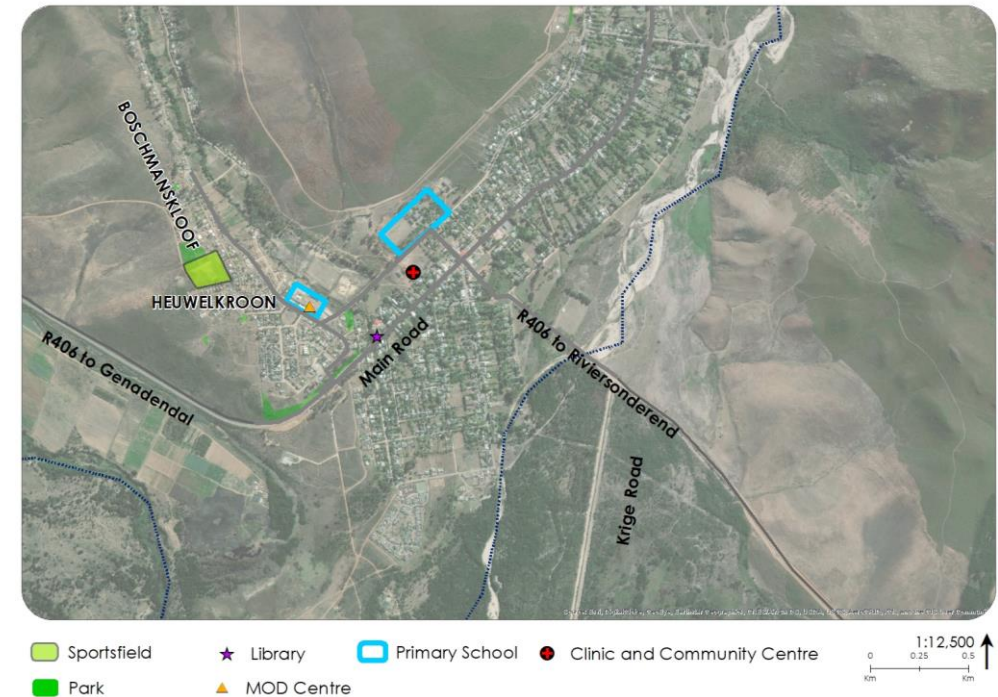 BOSCHMANSKLOOF
HEUWELKROON
R406 to Genadendal
Main Road
R406 to Riviersonderend
Krige Road
Sportsfield
Library
Primary School
Clinic and Community Centre
Park
MOD Centre
1:12,500
0 0.25 0.5
Km Km